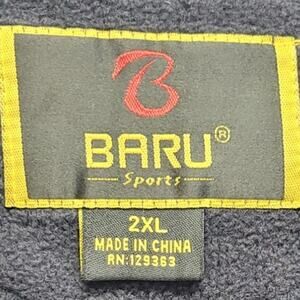 B
BARU®
Sports
2XL
MADE IN CHINA
RN:129363